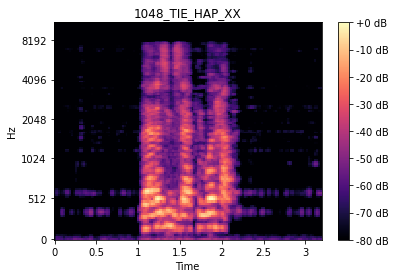 1048_TIE_HAP_XX
8192
4096
2048
1024
512
0
Hz
0 0.5 1 1.5 2 2.5 3
Time
+0 dB
-10 dB
-20 dB
-30 dB
-40 dB
-50 dB
-60 dB
-70 dB
-80 dB